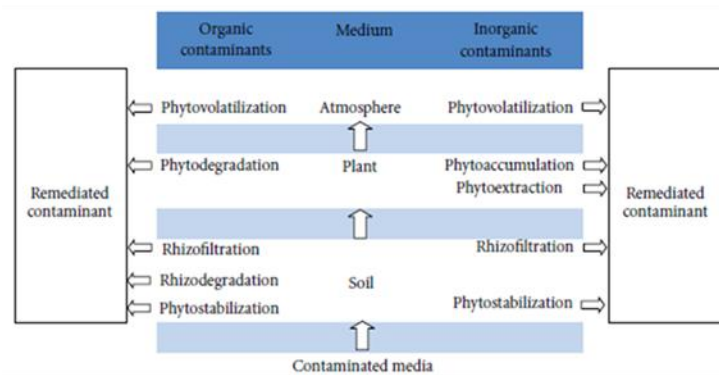 Organic
contaminants
Medium
Inorganic
contaminants
Phytovolatilization
Atmosphere
Phytovolatilization
Phytodegradation
Plant
Phytoaccumulation
Phytoextraction
Remediated
contaminant
Remediated
contaminant
Rhizofiltration
Rhizofiltration
Rhizodegradation
Soil
Phytostabilization
Phytostabilization
Contaminated media